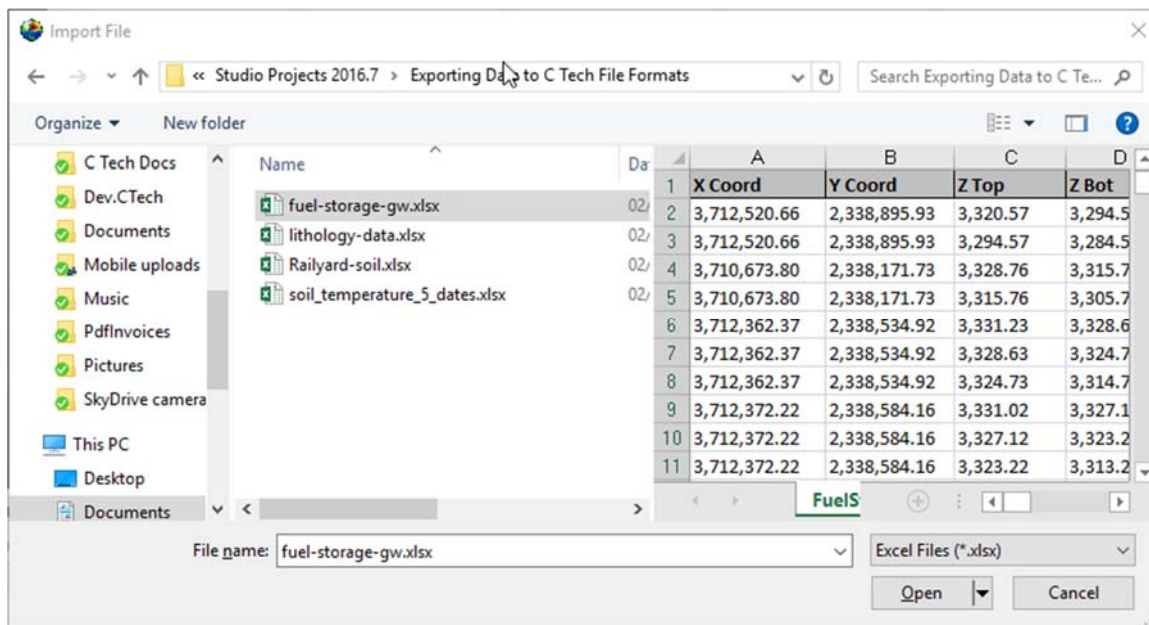 Import File
« Studio Projects 2016.7 › Exporting Data to C Tech File Formats
Search Exporting Data to C Te...
Organize
New folder
C Tech Docs
Dev.CTech
Documents
Mobile uploads
Music
PdfInvoices
Pictures
SkyDrive camera
This PC
Desktop
Documents
Name
Da
fuel-storage-gw.xlsx 02/
lithology-data.xlsx 02/
Railyard-soil.xlsx 02/
soil_temperature_5_dates.xlsx 02/
A B C D
1 X Coord Y Coord Z Top Z Bot
2 3,712,520.66 2,338,895.93 3,320.57 3,294.5
3 3,712,520.66 2,338,895.93 3,294.57 3,284.5
4 3,710,673.80 2,338,171.73 3,328.76 3,315.7
5 3,710,673.80 2,338,171.73 3,315.76 3,305.7
6 3,712,362.37 2,338,534.92 3,331.23 3,328.6
7 3,712,362.37 2,338,534.92 3,328.63 3,324.7
8 3,712,362.37 2,338,534.92 3,324.73 3,314.7
9 3,712,372.22 2,338,584.16 3,331.02 3,327.1
10 3,712,372.22 2,338,584.16 3,327.12 3,323.2
11 3,712,372.22 2,338,584.16 3,323.22 3,313.2
FuelS
File name: fuel-storage-gw.xlsx
Excel Files (*.xlsx)
Open
Cancel